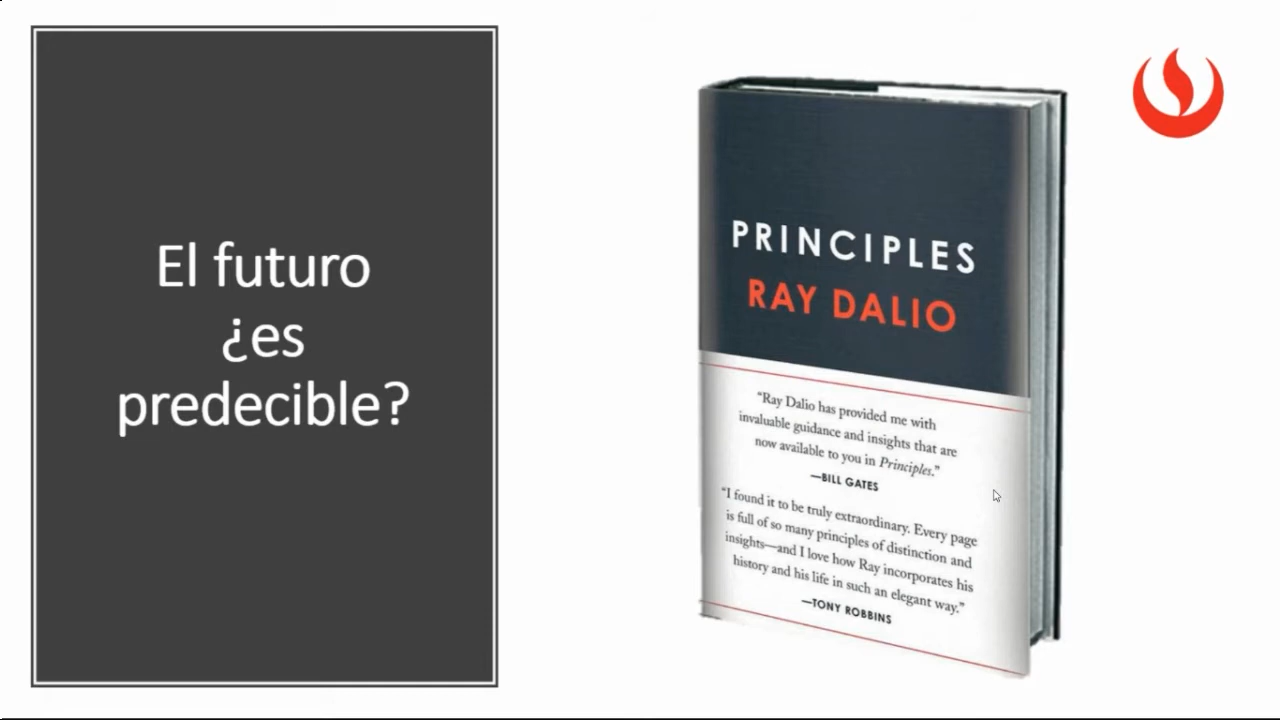 El futuro
¿es
predecible?
PRINCIPLES
RAY DALIO
“Ray Dalio has provided me with
invaluable guidance and insights that are
now available to you in Principles.”
—BILL GATES
“I found it to be truly extraordinary. Every page
is full of so many principles of distinction and
insights—and I love how Ray incorporates his
history and his life in such an elegant way.”
—TONY ROBBINS